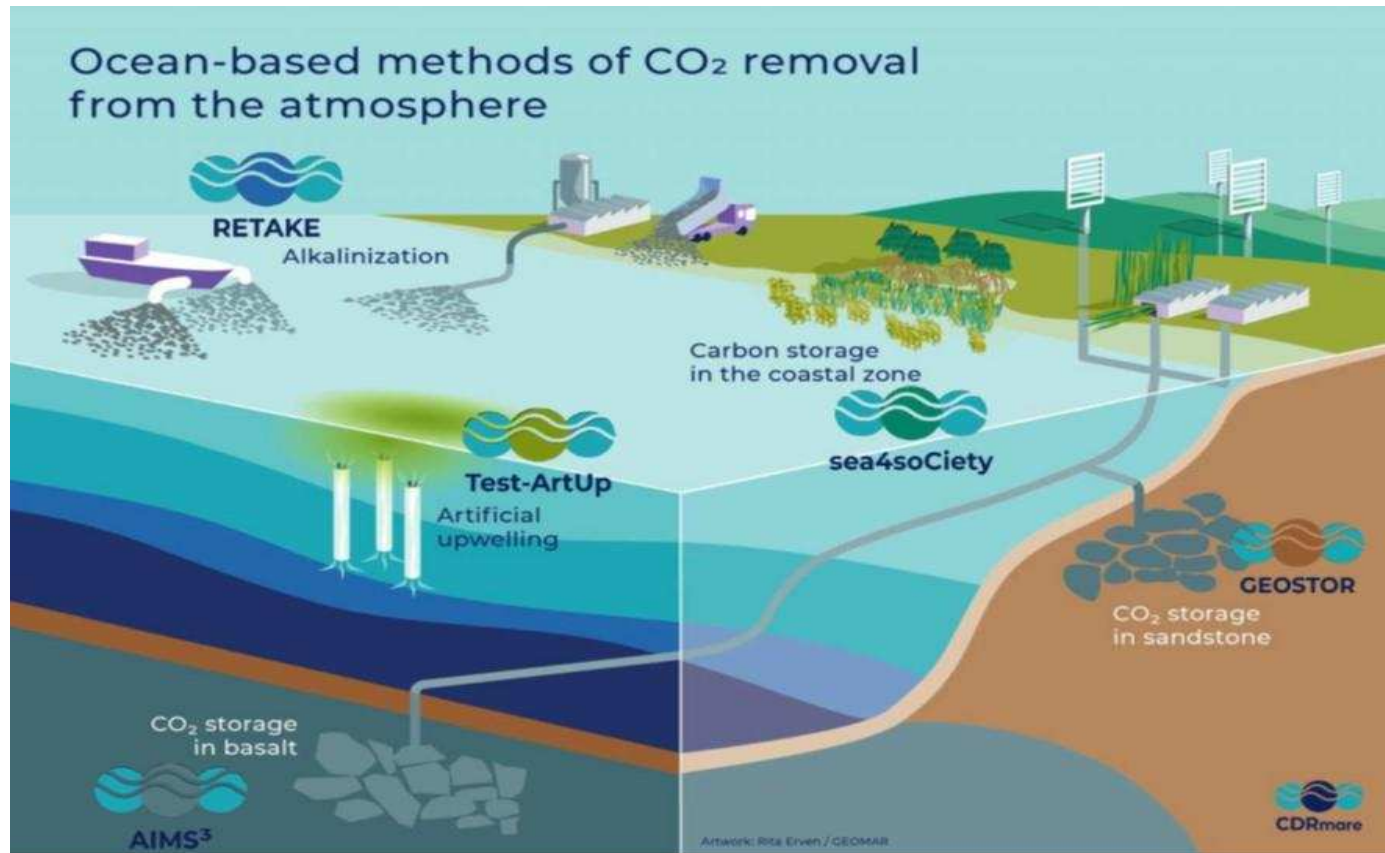 Ocean-based methods of CO₂ removal
from the atmosphere
RETAKE
Alkalinization
Carbon storage
in the coastal zone
sea4soCiety
Test-ArtUp
Artificial
upwelling
GEOSTOR
CO₂ storage
in sandstone
CO₂ storage
in basalt
AIMS³
Artwork: Rita Erven / GEOMAR
CDRmare